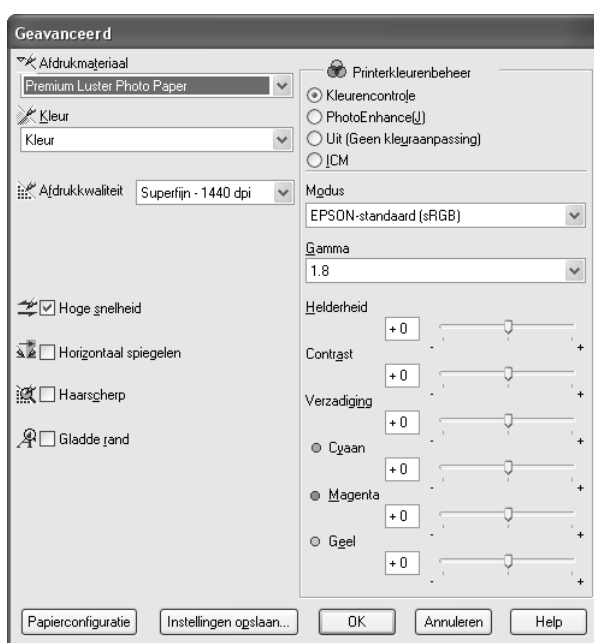 Geavanceerd
Afdrukmateriaal
Premium Luster Photo Paper
Kleur
Kleur
Afdrukkwaliteit Superfijn - 1440 dpi
Hoge snelheid
Horizontaal spiegelen
Haarscherp
Gladde rand
Printerkleurenbeheer
Kleurencontrole
PhotoEnhance(J)
Uit (Geen kleuraanpassing)
ICM
Modus
EPSON-standaard (sRGB)
Gamma
1.8
Helderheid
+ 0 - +
Contrast
+ 0 - +
Verzadiging
+ 0 - +
Cyaan
+ 0 - +
Magenta
+ 0 - +
Geel
+ 0 - +
Papierconfiguratie Instellingen opslaan... OK Annuleren Help